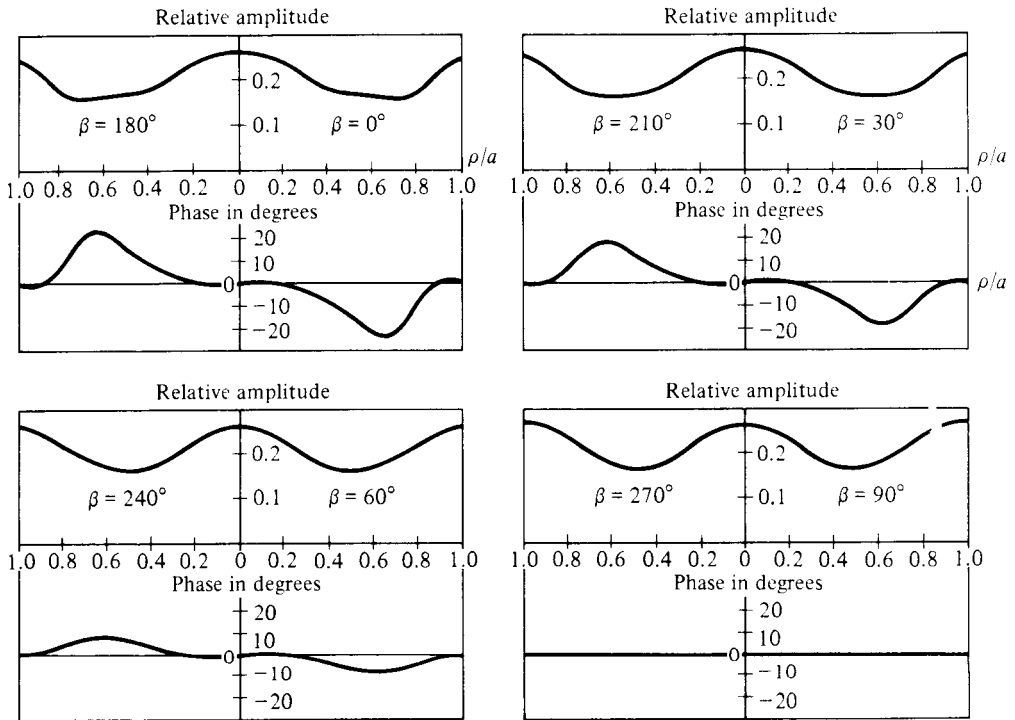 Relative amplitude
0.2
0.1
β = 180°
β = 0°
ρ/a
1.0 0.8 0.6 0.4 0.2 0 0.2 0.4 0.6 0.8 1.0
Phase in degrees
20
10
0
−10
−20
Relative amplitude
0.2
0.1
β = 210°
β = 30°
1.0 0.8 0.6 0.4 0.2 0 0.2 0.4 0.6 0.8 1.0
Phase in degrees
20
10
0
ρ/a
−10
−20
Relative amplitude
0.2
0.1
β = 240°
β = 60°
1.0 0.8 0.6 0.4 0.2 0 0.2 0.4 0.6 0.8 1.0
Phase in degrees
20
10
0
−10
−20
Relative amplitude
0.2
0.1
β = 270°
β = 90°
1.0 0.8 0.6 0.4 0.2 0 0.2 0.4 0.6 0.8 1.0
Phase in degrees
20
10
0
−10
−20